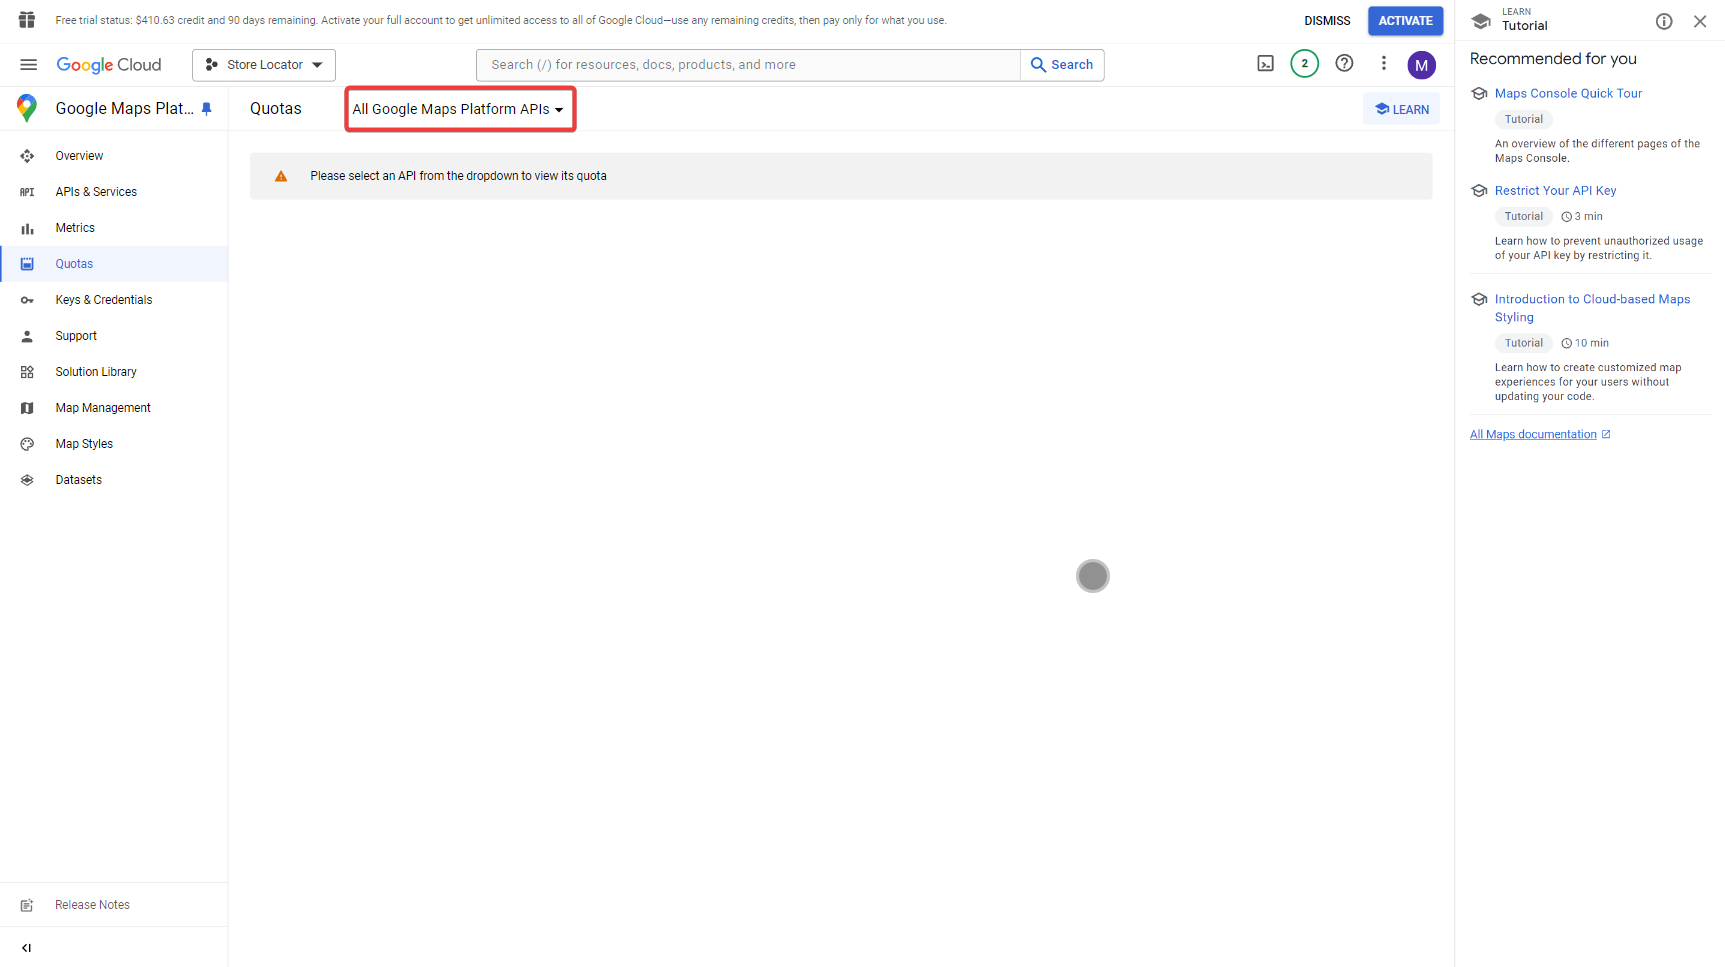 Free trial status: $410.63 credit and 90 days remaining. Activate your full account to get unlimited access to all of Google Cloud—use any remaining credits, then pay only for what you use.
DISMISS
ACTIVATE
Google Cloud
Store Locator
Search (/) for resources, docs, products, and more
Search
2
M
Google Maps Plat...
Quotas
All Google Maps Platform APIs
LEARN
Please select an API from the dropdown to view its quota
Overview
API
APIs & Services
Metrics
Quotas
Keys & Credentials
Support
Solution Library
Map Management
Map Styles
Datasets
Release Notes
LEARN
Tutorial
Recommended for you
Maps Console Quick Tour
Tutorial
An overview of the different pages of the
Maps Console.
Restrict Your API Key
Tutorial
3 min
Learn how to prevent unauthorized usage
of your API key by restricting it.
Introduction to Cloud-based Maps
Styling
Tutorial
10 min
Learn how to create customized map
experiences for your users without
updating your code.
All Maps documentation